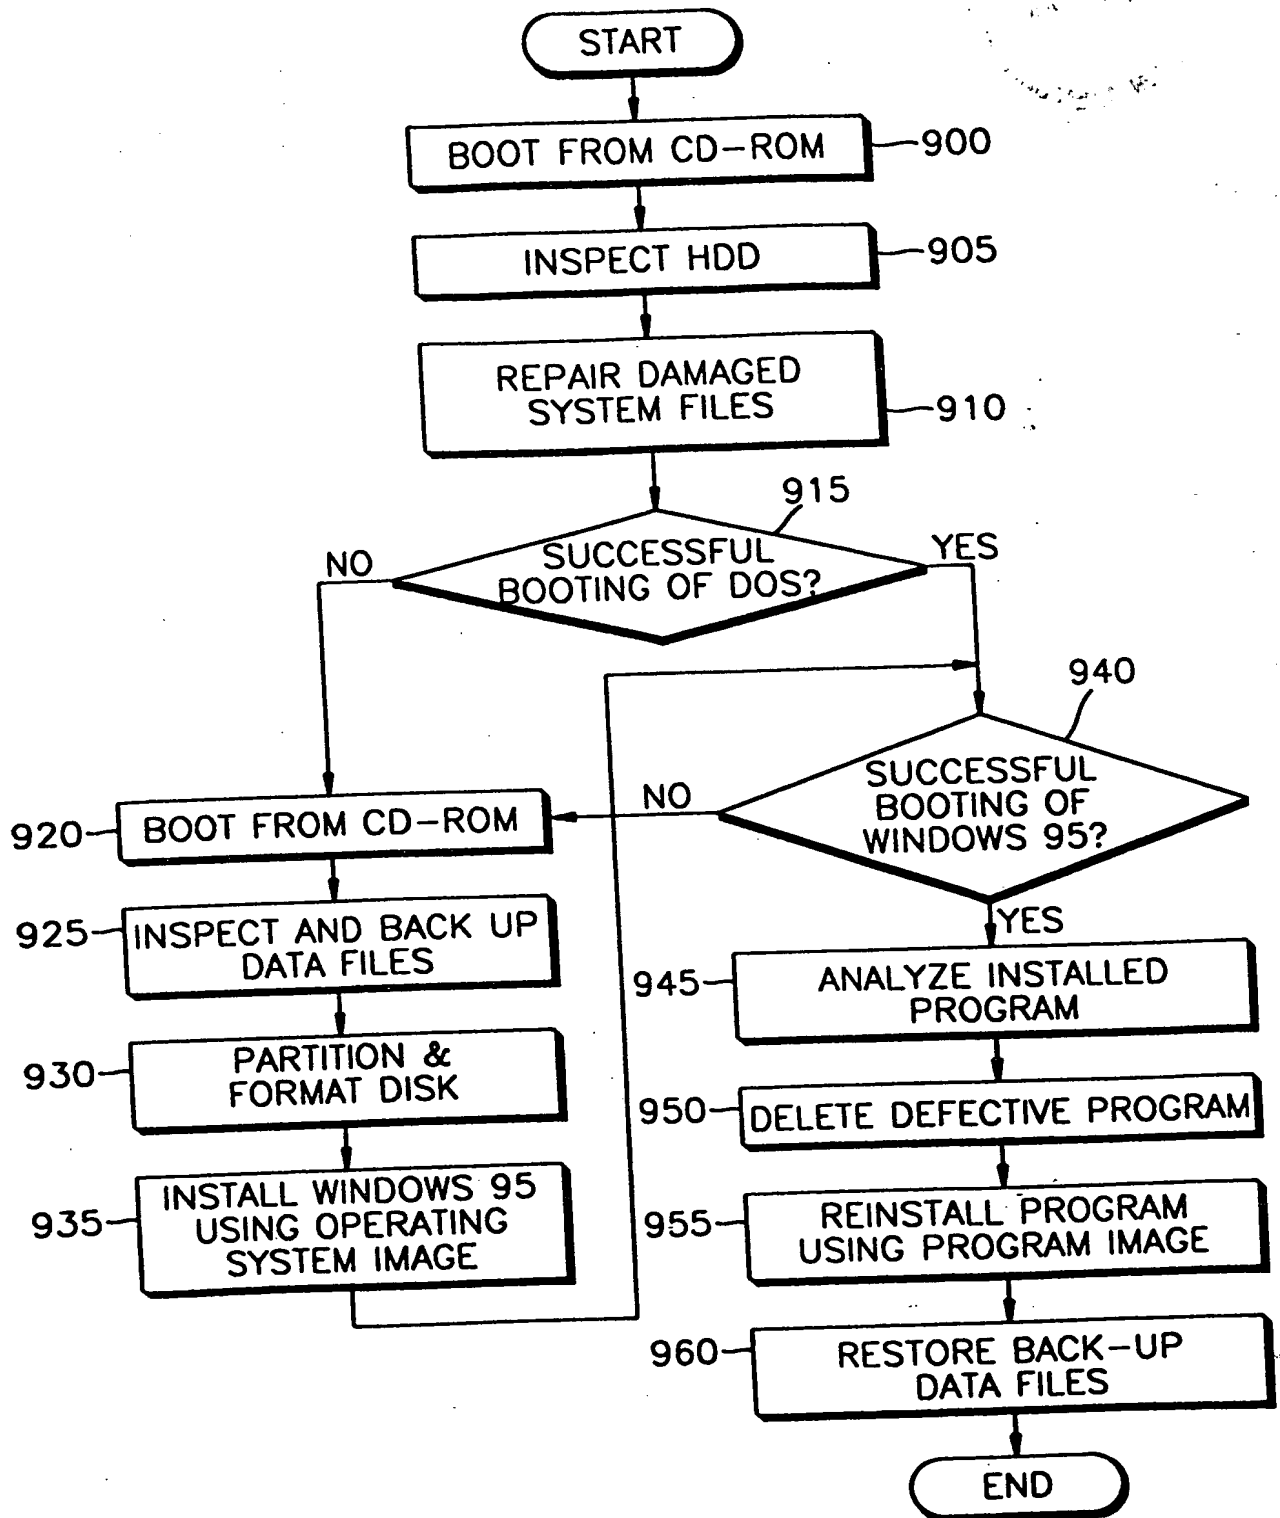 START
BOOT FROM CD-ROM
900
INSPECT HDD
905
REPAIR DAMAGED
SYSTEM FILES
910
915
SUCCESSFUL
BOOTING OF DOS?
NO
YES
940
SUCCESSFUL
BOOTING OF
WINDOWS 95?
NO
YES
920
BOOT FROM CD-ROM
925
INSPECT AND BACK UP
DATA FILES
930
PARTITION &
FORMAT DISK
935
INSTALL WINDOWS 95
USING OPERATING
SYSTEM IMAGE
945
ANALYZE INSTALLED
PROGRAM
950
DELETE DEFECTIVE PROGRAM
955
REINSTALL PROGRAM
USING PROGRAM IMAGE
960
RESTORE BACK-UP
DATA FILES
END